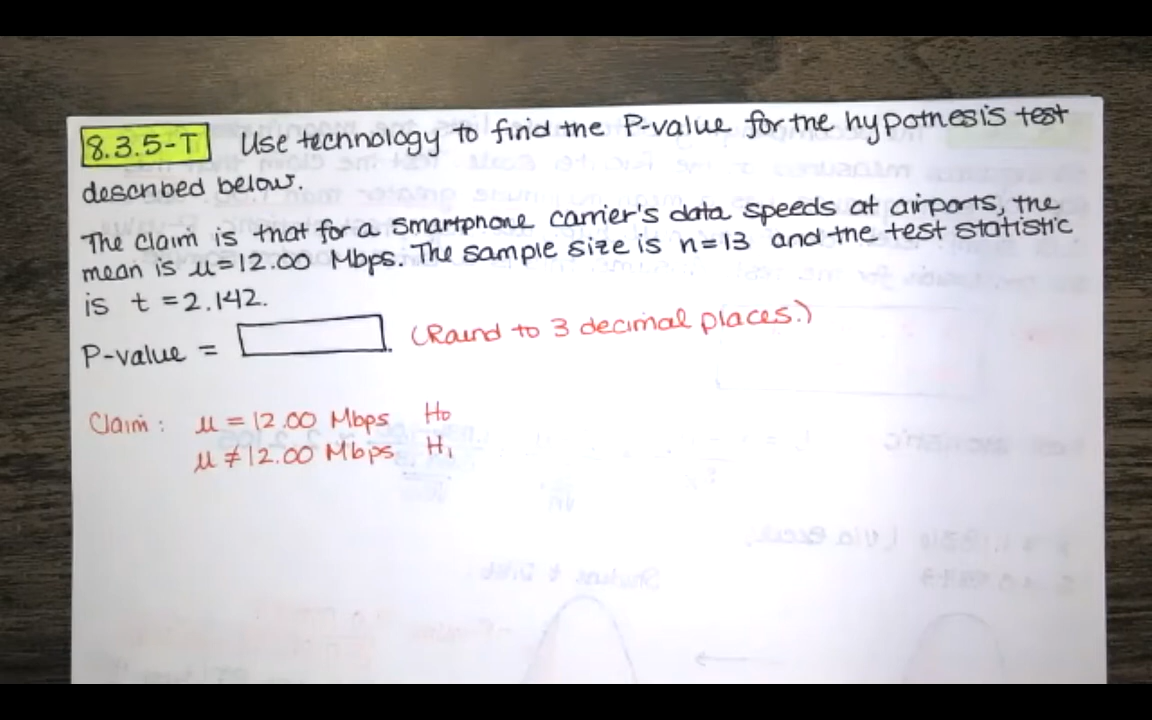 8.3.5-T Use technology to find the P-value for the hypothesis test
described below.
The claim is that for a smartphone carrier's data speeds at airports, the
mean is μ=12.00 Mbps. The sample size is n=13 and the test statistic
is t =2.142.
P-value = . (Round to 3 decimal places.)
Claim: μ = 12.00 Mbps H₀
μ ≠ 12.00 Mbps H₁